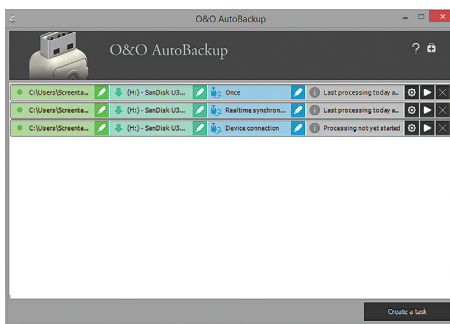 O&O AutoBackup
O&O AutoBackup ?
C:\Users\Screenta... (H:) - SanDisk U3... Once Last processing today a...
C:\Users\Screenta... (H:) - SanDisk U3... Realtime synchron... Last processing today a...
C:\Users\Screenta... (H:) - SanDisk U3... Device connection Processing not yet started
Create a task